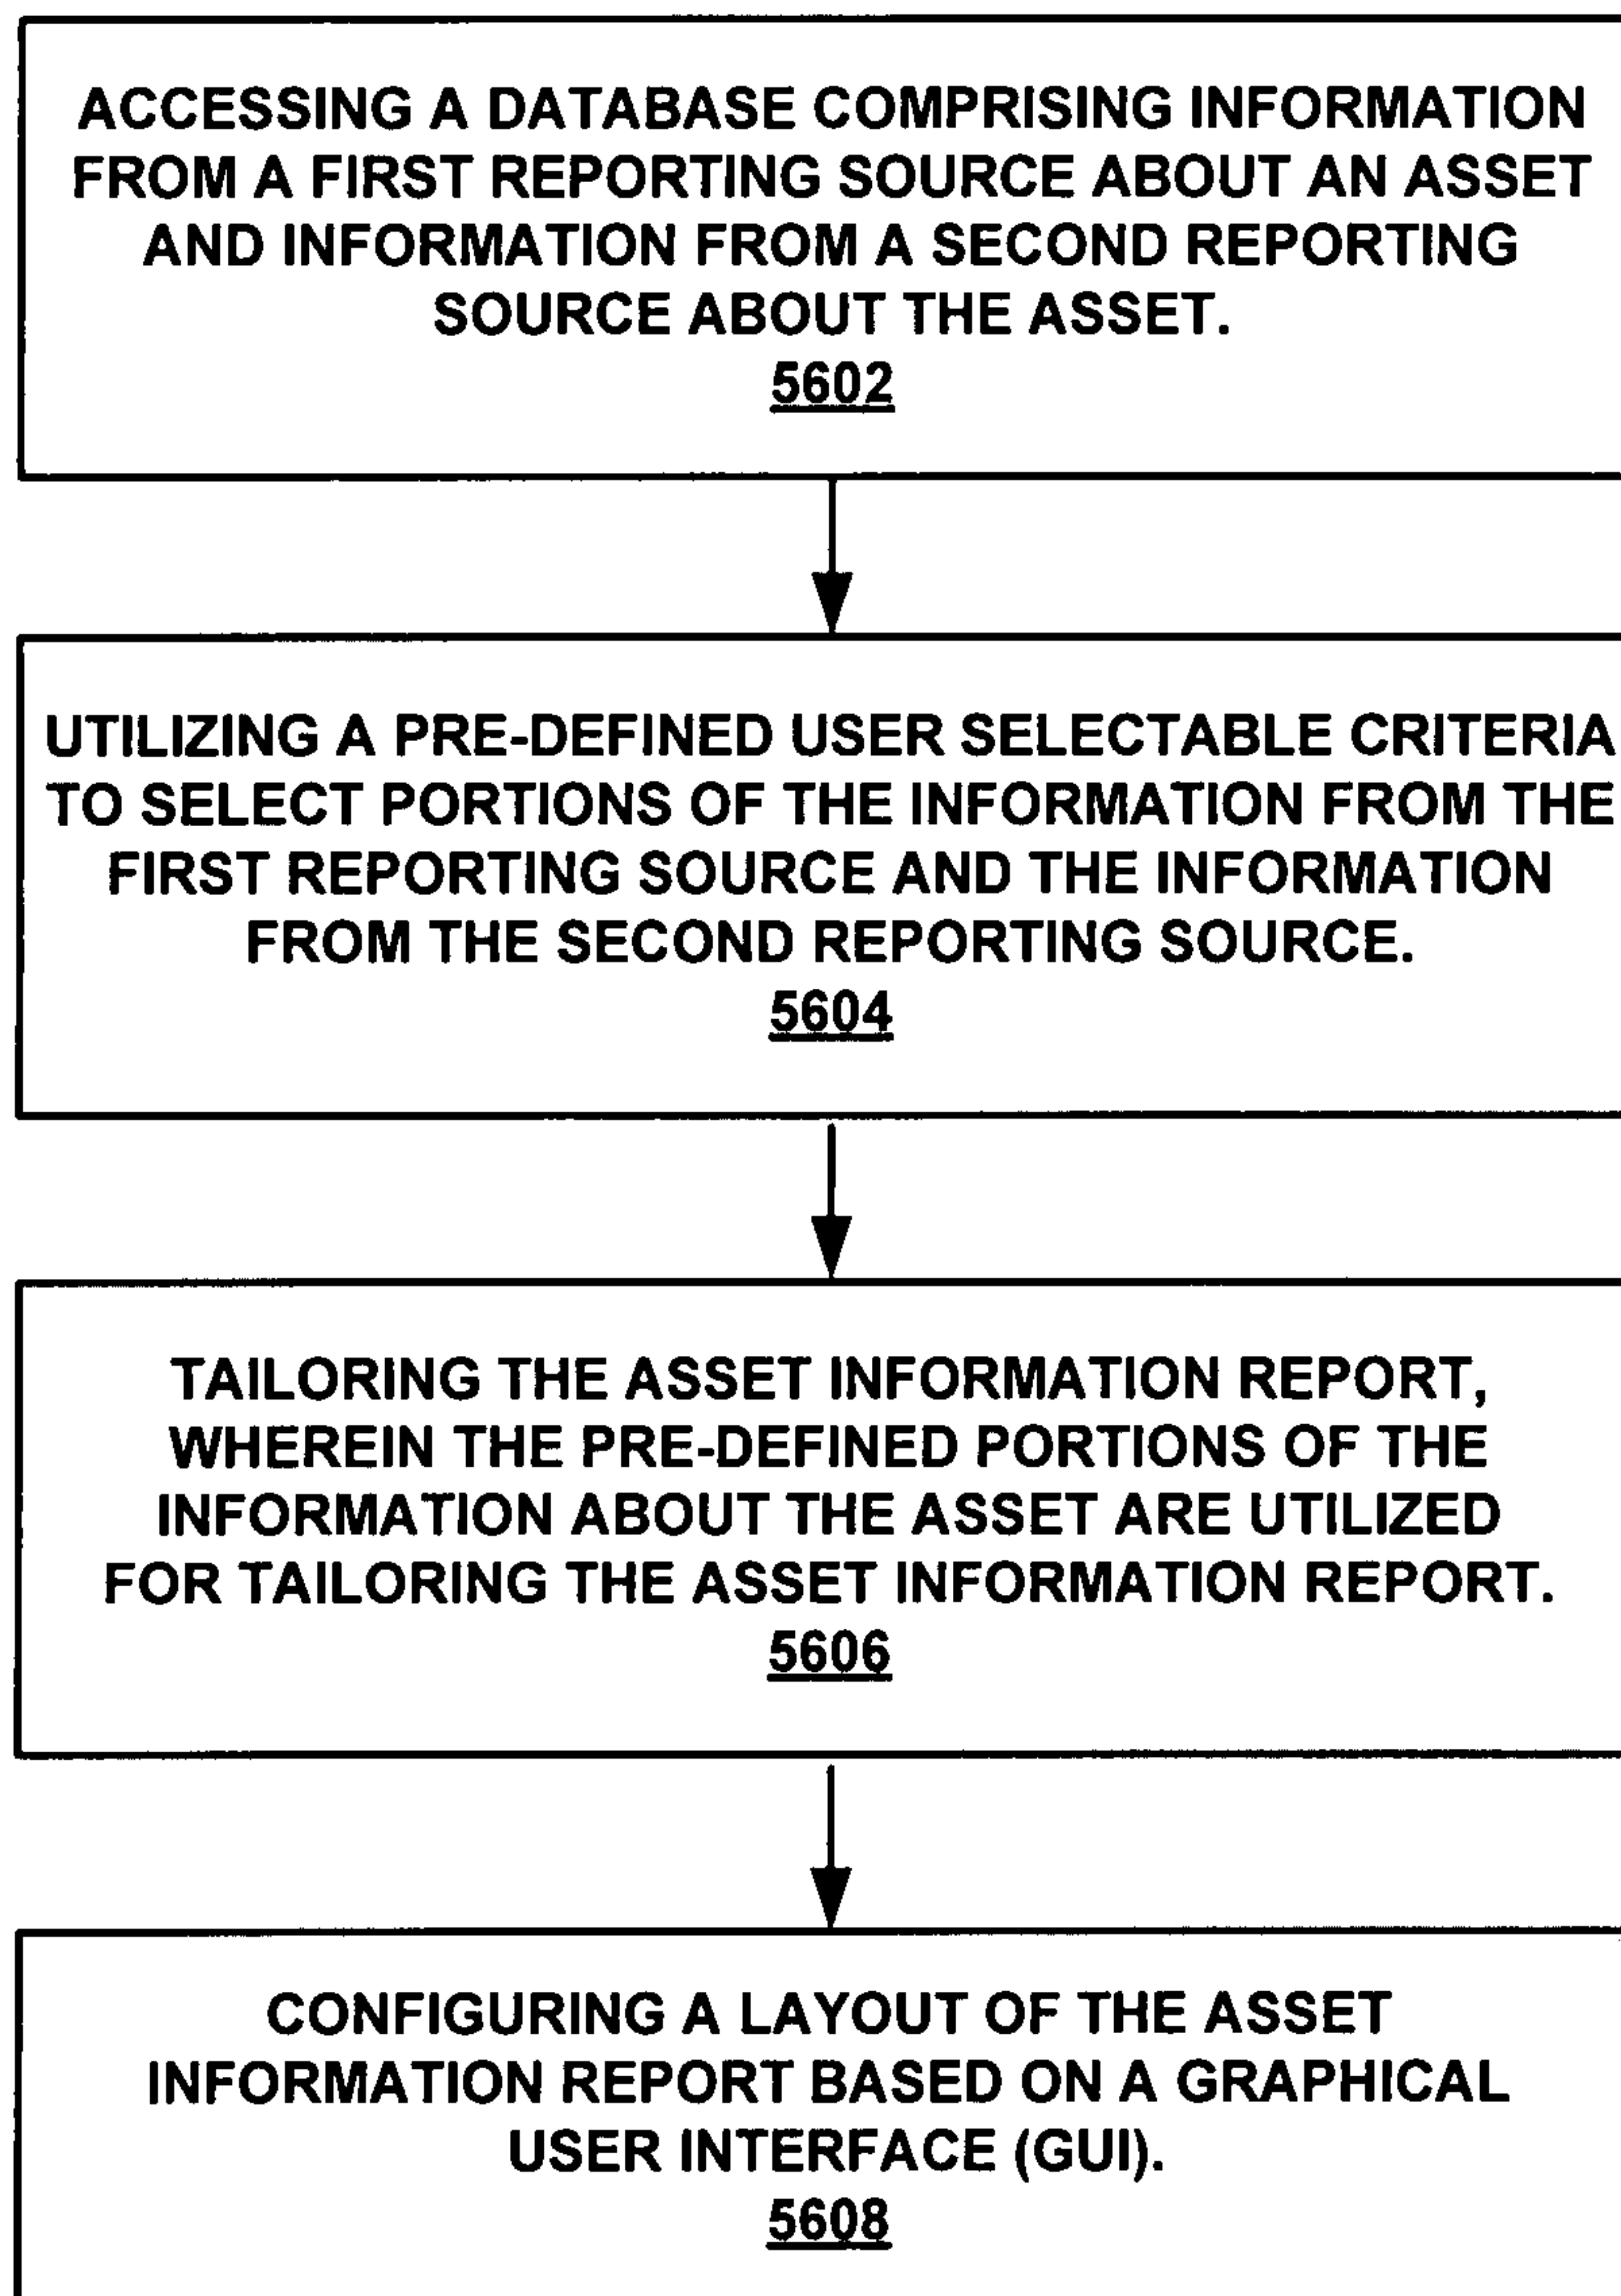 ACCESSING A DATABASE COMPRISING INFORMATION
FROM A FIRST REPORTING SOURCE ABOUT AN ASSET
AND INFORMATION FROM A SECOND REPORTING
SOURCE ABOUT THE ASSET.
5602
UTILIZING A PRE-DEFINED USER SELECTABLE CRITERIA
TO SELECT PORTIONS OF THE INFORMATION FROM THE
FIRST REPORTING SOURCE AND THE INFORMATION
FROM THE SECOND REPORTING SOURCE.
5604
TAILORING THE ASSET INFORMATION REPORT,
WHEREIN THE PRE-DEFINED PORTIONS OF THE
INFORMATION ABOUT THE ASSET ARE UTILIZED
FOR TAILORING THE ASSET INFORMATION REPORT.
5606
CONFIGURING A LAYOUT OF THE ASSET
INFORMATION REPORT BASED ON A GRAPHICAL
USER INTERFACE (GUI).
5608